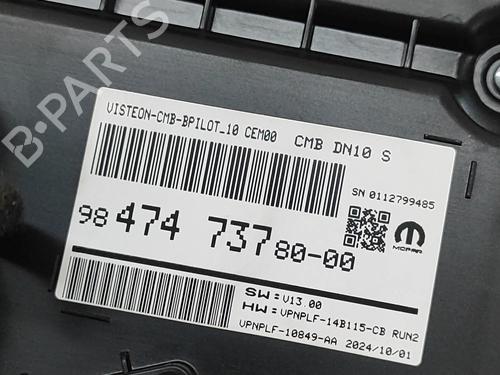 B-PARTS
VISTEON-CMB-BPILOT_10 CEM00 CMB DN10 S
SN 0112799485
98 474 737 80-00
MOPAR
SW = V13.00
HW = VPNPLF-14B115-CB RUN2
VPNPLF-10849-AA 2024/10/01